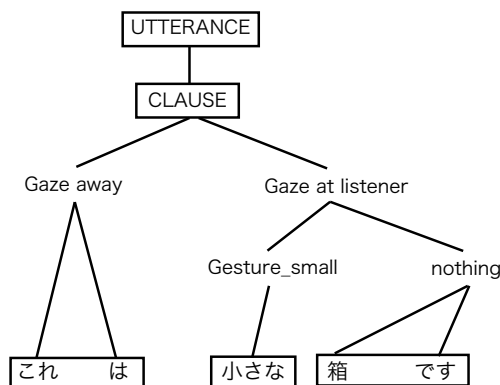 UTTERANCE
CLAUSE
Gaze away Gaze at listener
Gesture_small nothing
これ は 小さな 箱 です